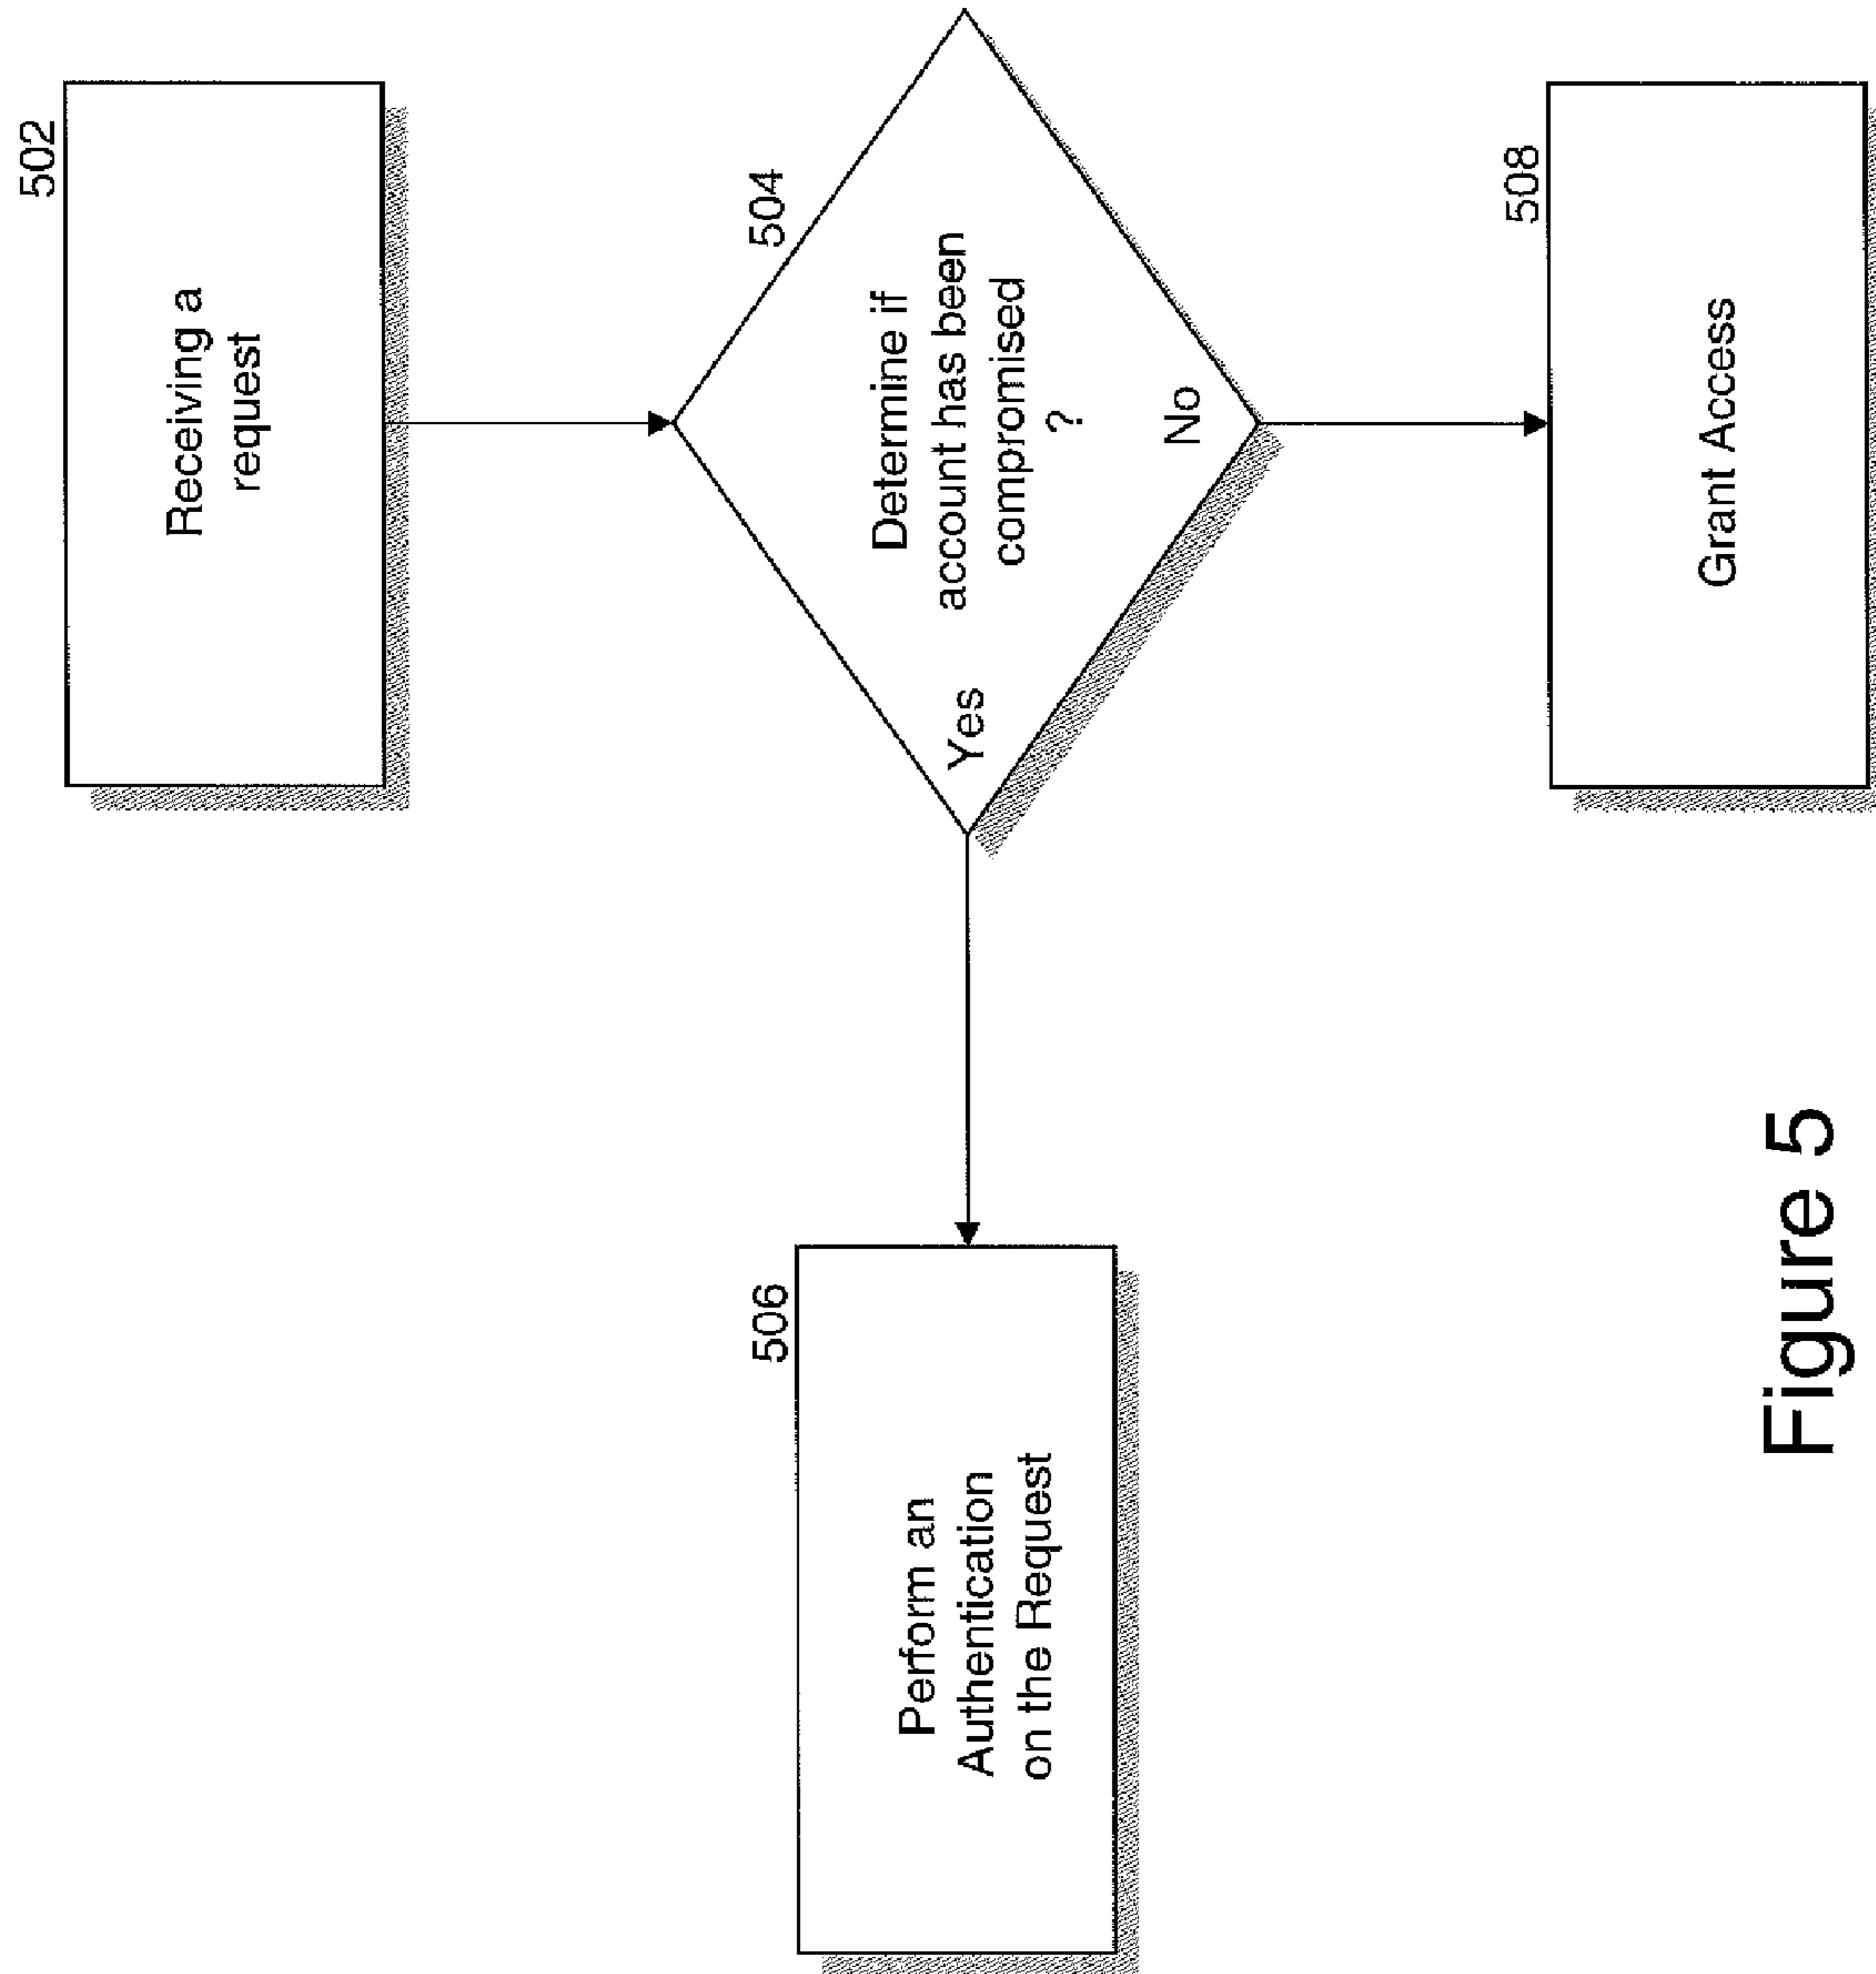 502
Receiving a
request
504
Determine if
account has been
compromised
?
Yes
No
506
Perform an
Authentication
on the Request
508
Grant Access
Figure 5